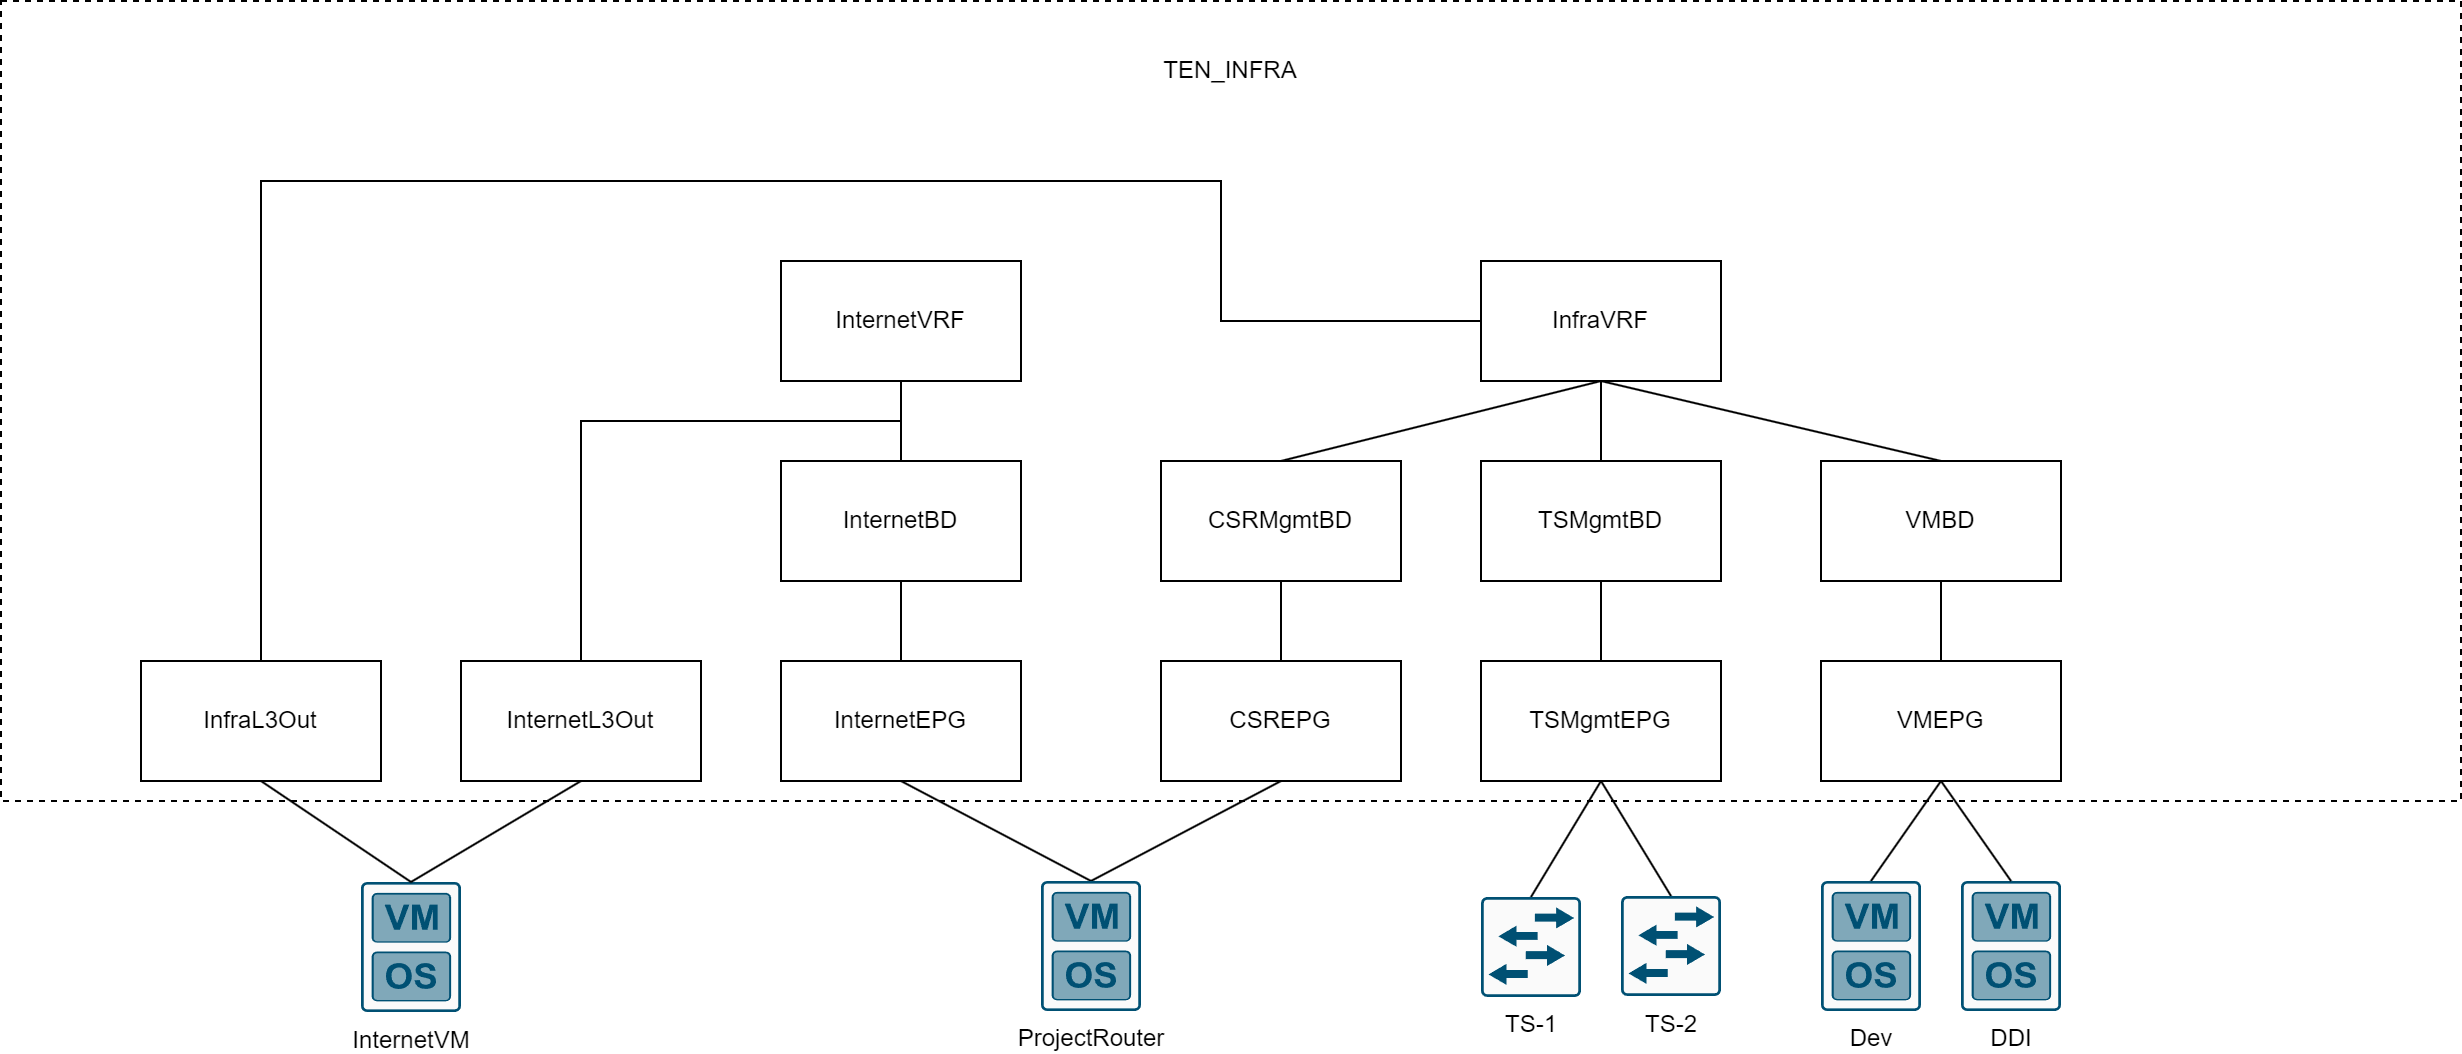 TEN_INFRA
InternetVRF
InfraVRF
InternetBD
CSRMgmtBD
TSMgmtBD
VMBD
InfraL3Out
InternetL3Out
InternetEPG
CSREPG
TSMgmtEPG
VMEPG
VM
OS
InternetVM
VM
OS
ProjectRouter
TS-1
TS-2
VM
OS
Dev
VM
OS
DDI